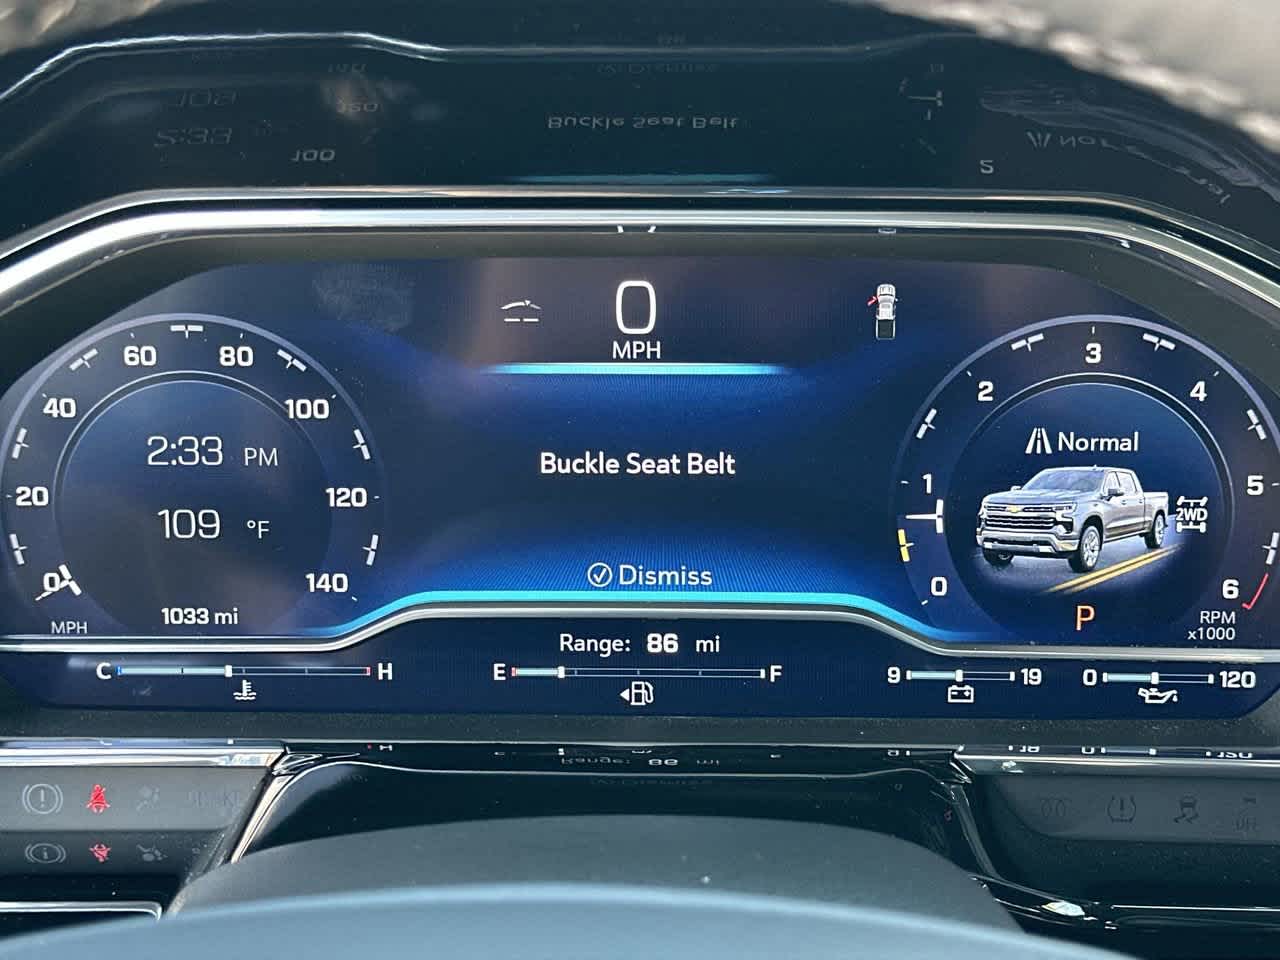 0
MPH
60 80
40 100
20 120
0 140
MPH
2:33 PM
109 °F
1033 mi
Buckle Seat Belt
Dismiss
3
2 4
1 5
0 6
Normal
2WD
P
RPM
x1000
Range: 86 mi
C H
E F
9 19
0 120